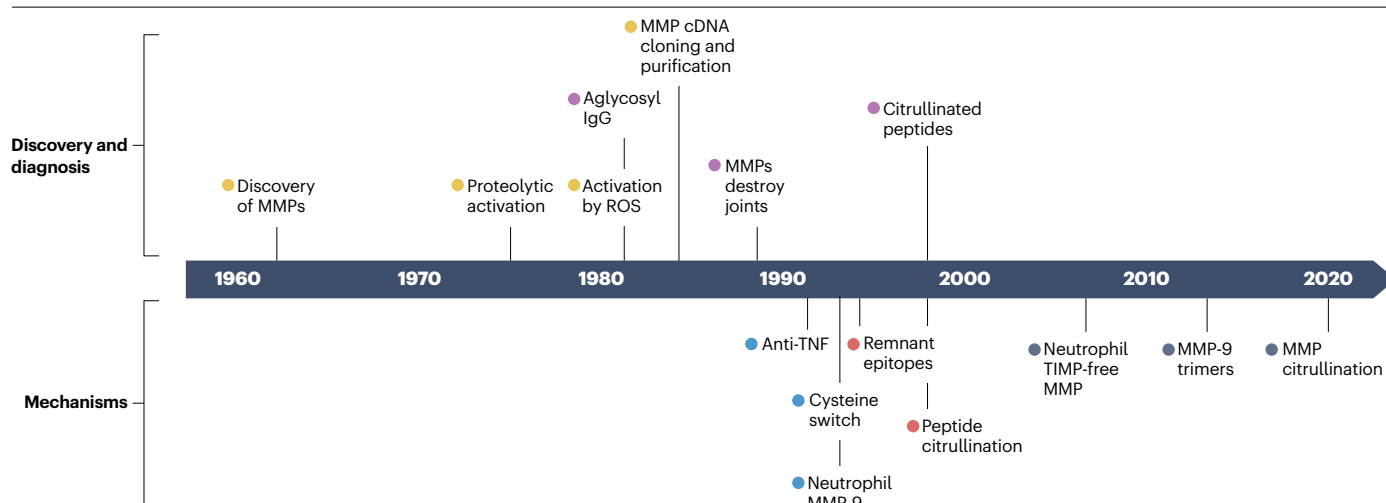 MMP cDNA
cloning and
purification
Aglycosyl
IgG
Citrullinated
peptides
Discovery and
diagnosis
MMPs
destroy
joints
Discovery
of MMPs
Proteolytic
activation
Activation
by ROS
1960
1970
1980
1990
2000
2010
2020
Anti-TNF
Remnant
epitopes
Neutrophil
TIMP-free
MMP
MMP-9
trimers
MMP
citrullination
Mechanisms
Cysteine
switch
Peptide
citrullination
Neutrophil
MMP-9